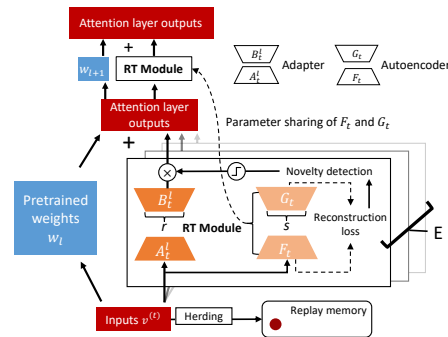 Attention layer outputs
+
w_{l+1}
RT Module
B_t^l
A_t^l
Adapter
G_t
F_t
Autoencoder
Attention layer outputs
Parameter sharing of F_t and G_t
+
×
Novelty detection
B_t^l
G_t
r
RT Module
s
Reconstruction loss
A_t^l
F_t
E
Pretrained weights
w_l
Inputs v^{(t)}
Herding
Replay memory